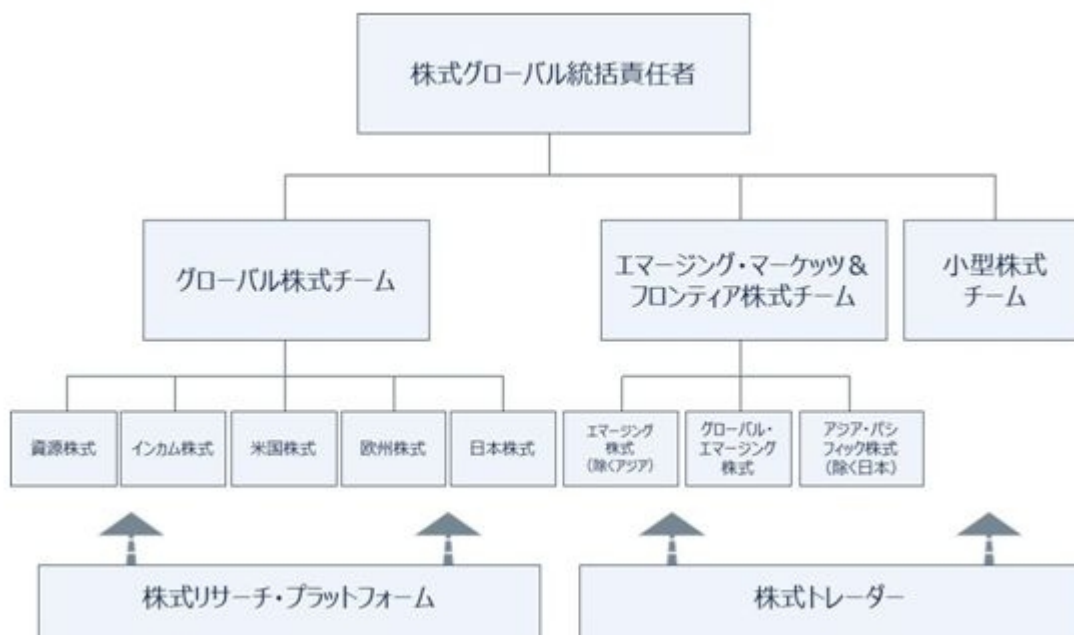 株式グローバル統括責任者
グローバル株式チーム
エマージング・マーケッツ＆
フロンティア株式チーム
小型株式
チーム
資源株式
インカム株式
米国株式
欧州株式
日本株式
エマージング
株式
(除くアジア)
グローバル・
エマージング
株式
アジア・パシ
フィック株式
(除く日本)
株式リサーチ・プラットフォーム
株式トレーダー